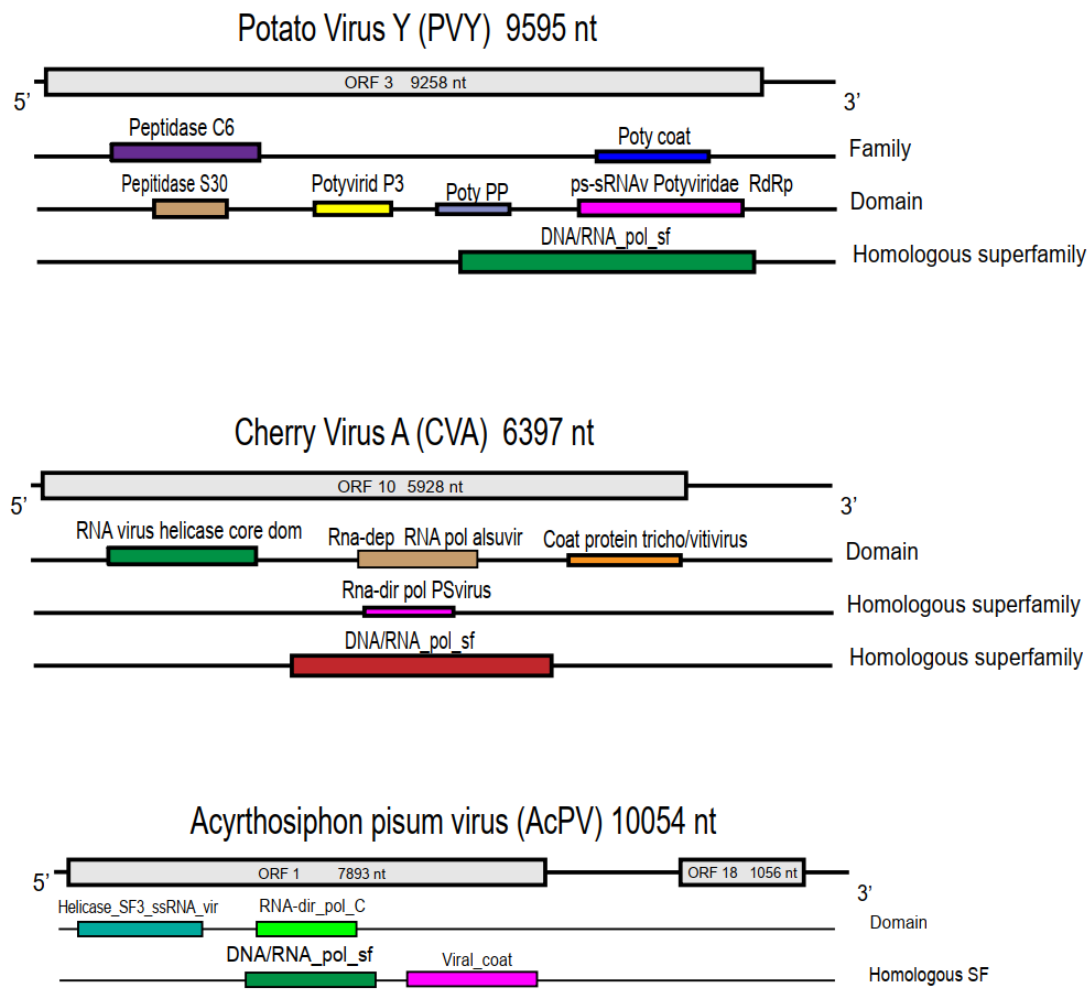 Potato Virus Y (PVY) 9595 nt
ORF 3 9258 nt
5’ 3’
Peptidase C6 Poty coat Family
Pepitidase S30 Potyvirid P3 Poty PP ps-sRNAv Potyviridae RdRp Domain
DNA/RNA_pol_sf Homologous superfamily
Cherry Virus A (CVA) 6397 nt
ORF 10 5928 nt
5’ 3’
RNA virus helicase core dom Rna-dep RNA pol alsuvir Coat protein tricho/vitivirus Domain
Rna-dir pol PSvirus Homologous superfamily
DNA/RNA_pol_sf Homologous superfamily
Acyrthosiphon pisum virus (AcPV) 10054 nt
ORF 1 7893 nt ORF 18 1056 nt
5’ 3’
Helicase_SF3_ssRNA_vir RNA-dir_pol_C Domain
DNA/RNA_pol_sf Viral_coat Homologous SF